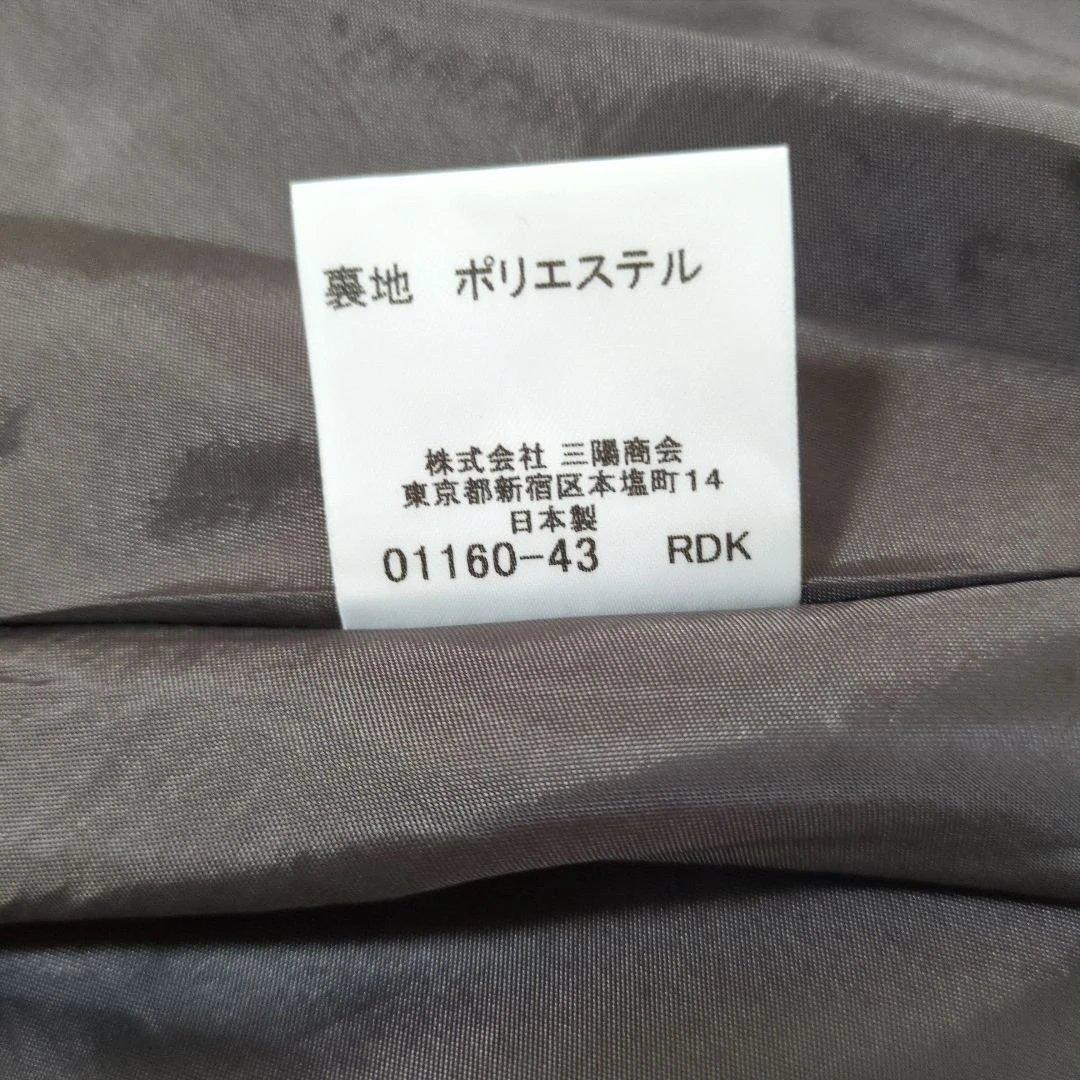 裏地　ポリエステル
株式会社 三陽商会
東京都新宿区本塩町14
日本製
01160-43　RDK